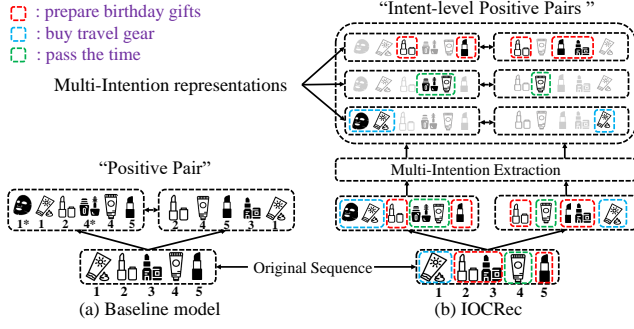 : prepare birthday gifts
: buy travel gear
: pass the time
Multi-Intention representations
“Intent-level Positive Pairs ”
Multi-Intention Extraction
“Positive Pair”
1* 1 2 4* 4 5
2 4 5 3 1
Original Sequence
1 2 3 4 5
1 2 3 4 5
(a) Baseline model
(b) IOCRec